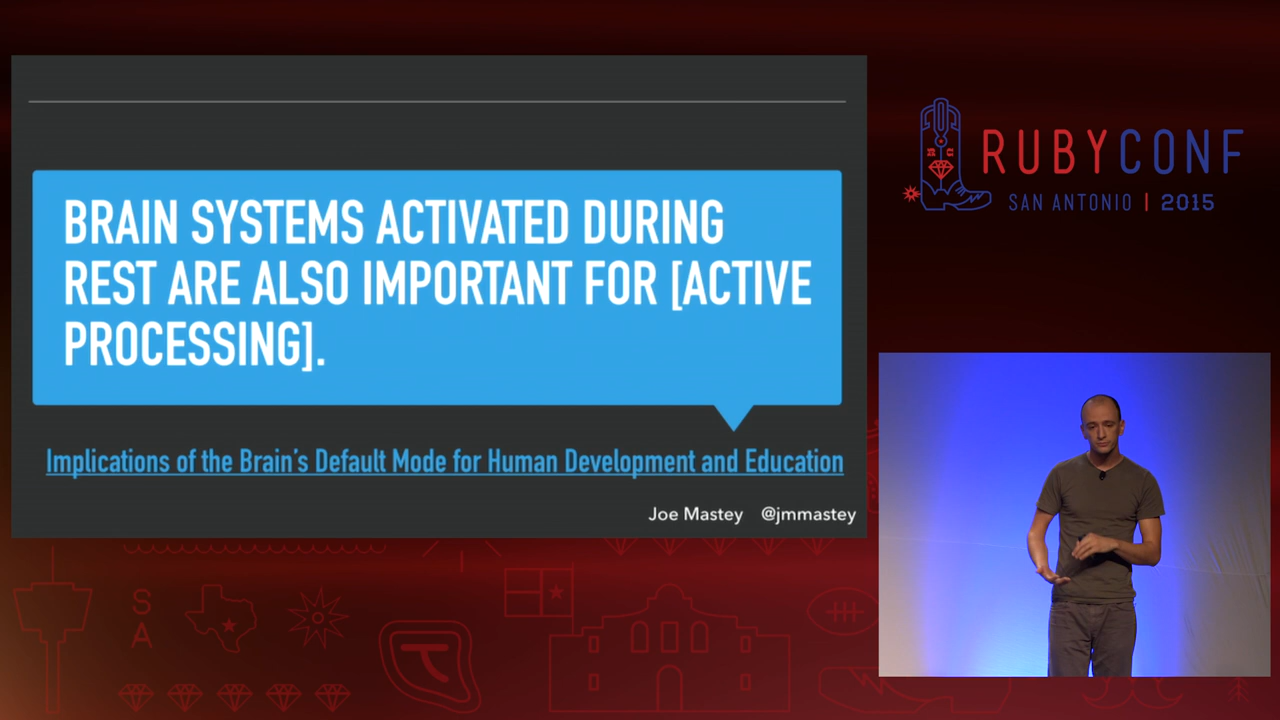 BRAIN SYSTEMS ACTIVATED DURING
REST ARE ALSO IMPORTANT FOR [ACTIVE
PROCESSING].
Implications of the Brain's Default Mode for Human Development and Education
Joe Mastey @jmmastey
RUBYCONF
SAN ANTONIO | 2015
S
A